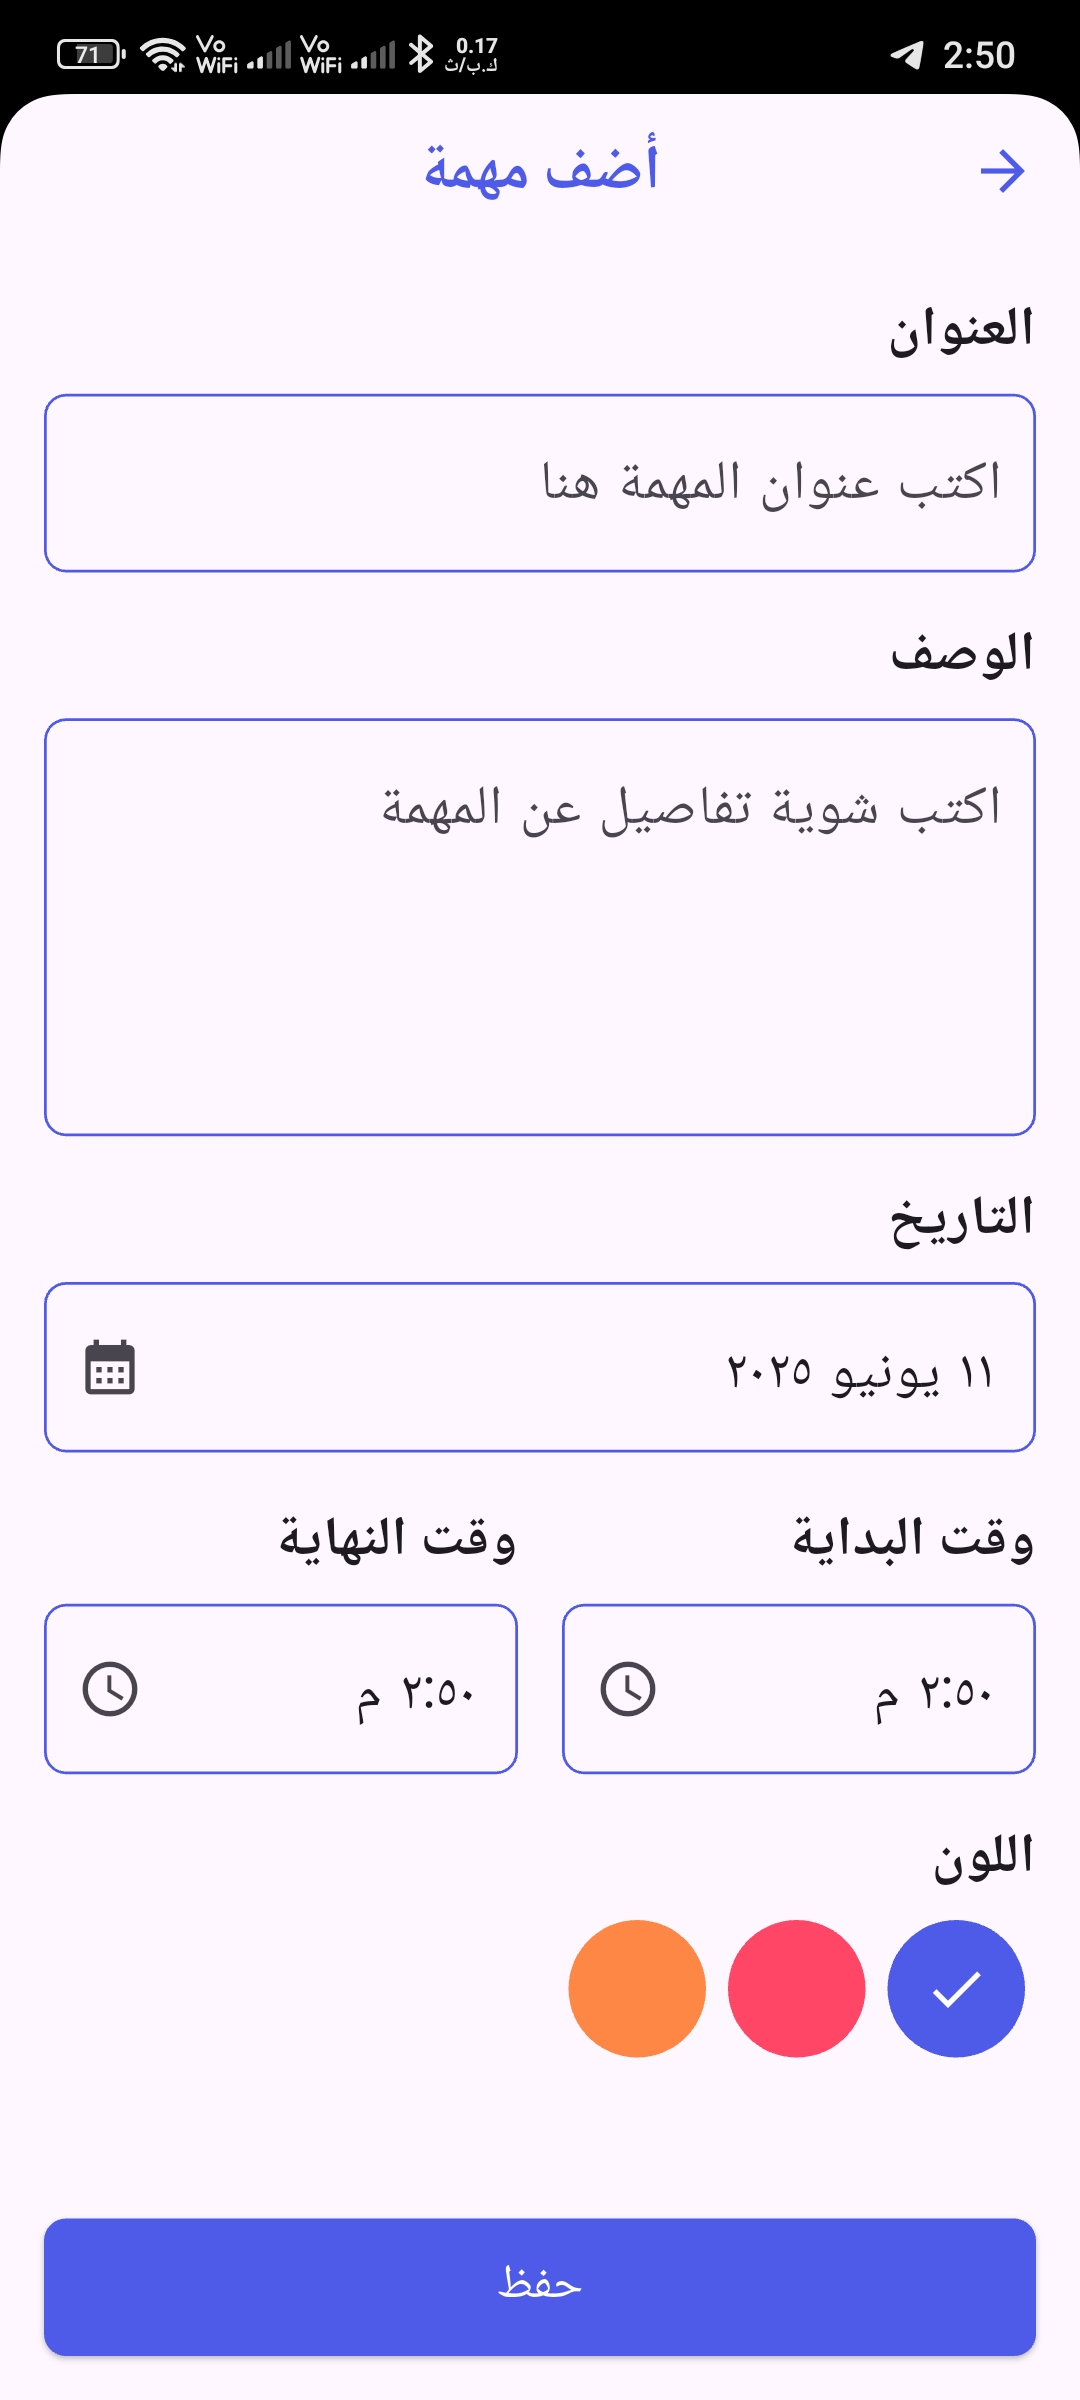 71
Vo
WiFi
Vo
WiFi
0.17
ك.ب/ث
2:50
أضف مهمة
العنوان
اكتب عنوان المهمة هنا
الوصف
اكتب شوية تفاصيل عن المهمة
التاريخ
١١ يونيو ٢٠٢٥
وقت البداية
وقت النهاية
٢:٥٠ م
٢:٥٠ م
اللون
حفظ